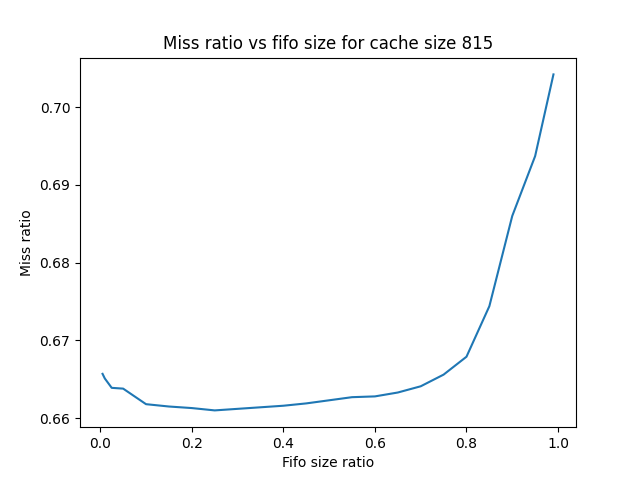 Miss ratio vs fifo size for cache size 815
0.70
0.69
0.68
0.67
0.66
Miss ratio
0.0 0.2 0.4 0.6 0.8 1.0
Fifo size ratio